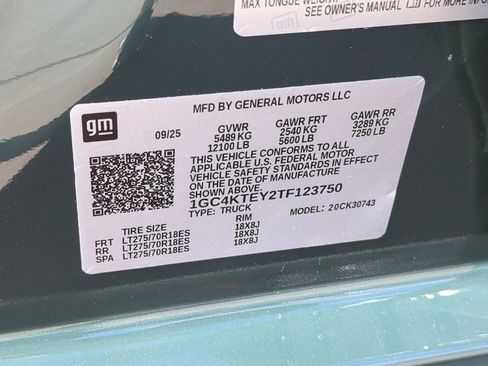 MAX TONGUE WEIGHT
SEE OWNER'S MANUAL FOR MORE INFORM
gm
MFD BY GENERAL MOTORS LLC
09/25 GVWR GAWR FRT GAWR RR
5489 KG 2540 KG 3289 KG
12100 LB 5600 LB 7250 LB
THIS VEHICLE CONFORMS TO ALL
APPLICABLE U.S. FEDERAL MOTOR
VEHICLE SAFETY STANDARDS IN EFFECT
ON THE DATE OF MANUFACTURE
SHOWN ABOVE.
1GC4KTEY2TF123750
TYPE: TRUCK MODEL: 20CK30743
TIRE SIZE RIM
FRT LT275/70R18ES 18X8J
RR LT275/70R18ES 18X8J
SPA LT275/70R18ES 18X8J